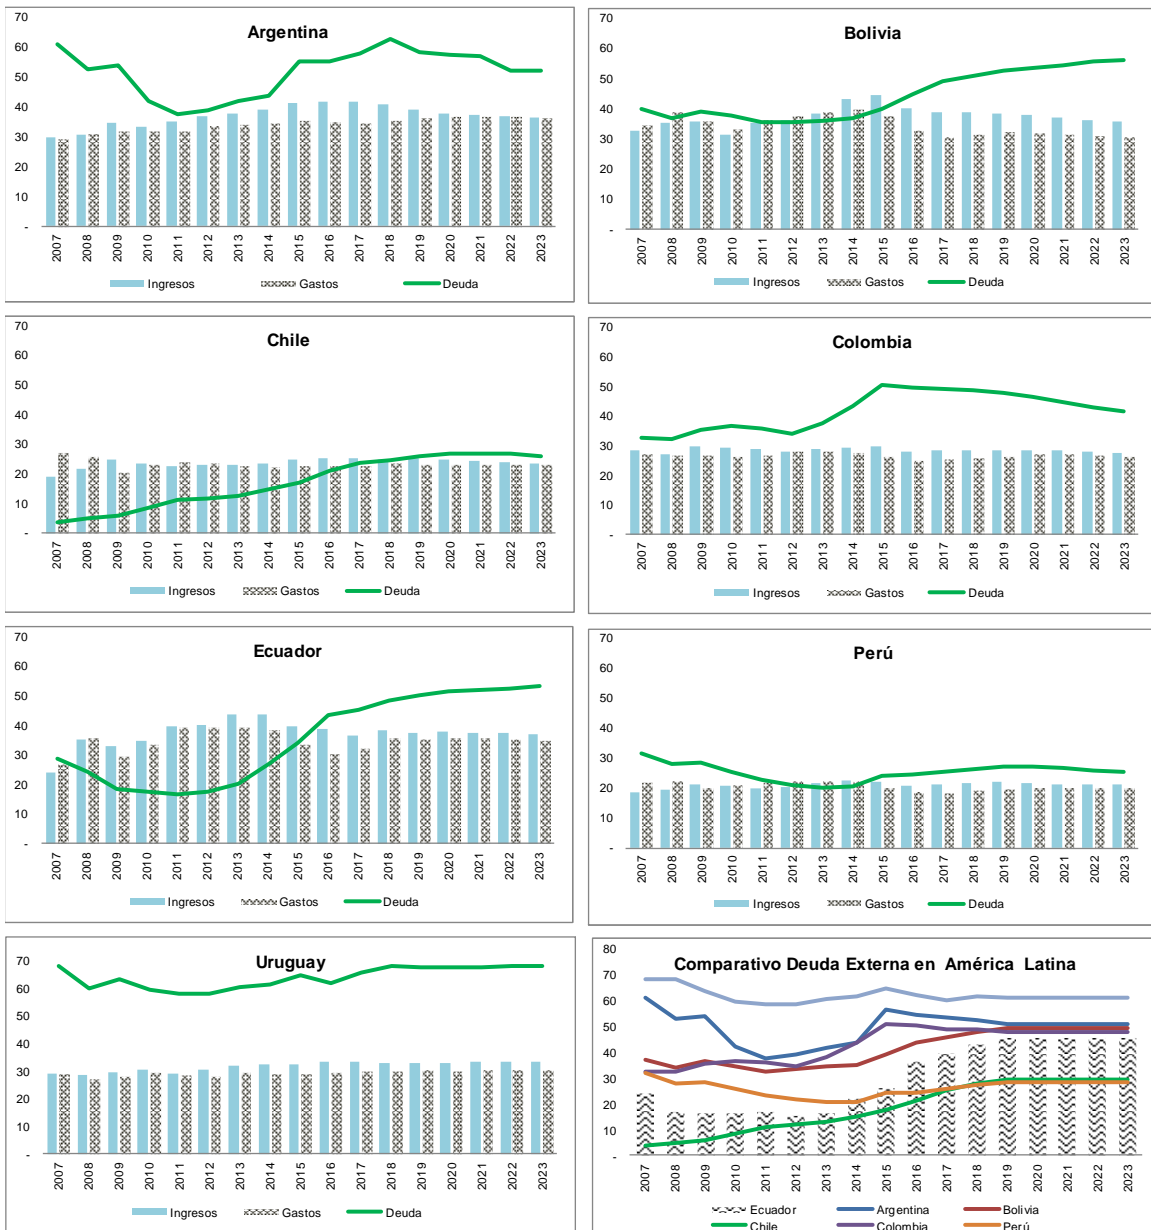 Argentina
70
60
50
40
30
20
10
-
2007 2008 2009 2010 2011 2012 2013 2014 2015 2016 2017 2018 2019 2020 2021 2022 2023
Ingresos Gastos Deuda
Bolivia
70
60
50
40
30
20
10
-
2007 2008 2009 2010 2011 2012 2013 2014 2015 2016 2017 2018 2019 2020 2021 2022 2023
Ingresos Gastos Deuda
Chile
70
60
50
40
30
20
10
-
2007 2008 2009 2010 2011 2012 2013 2014 2015 2016 2017 2018 2019 2020 2021 2022 2023
Ingresos Gastos Deuda
Colombia
70
60
50
40
30
20
10
-
2007 2008 2009 2010 2011 2012 2013 2014 2015 2016 2017 2018 2019 2020 2021 2022 2023
Ingresos Gastos Deuda
Ecuador
70
60
50
40
30
20
10
-
2007 2008 2009 2010 2011 2012 2013 2014 2015 2016 2017 2018 2019 2020 2021 2022 2023
Ingresos Gastos Deuda
Perú
70
60
50
40
30
20
10
-
2007 2008 2009 2010 2011 2012 2013 2014 2015 2016 2017 2018 2019 2020 2021 2022 2023
Ingresos Gastos Deuda
Uruguay
70
60
50
40
30
20
10
-
2007 2008 2009 2010 2011 2012 2013 2014 2015 2016 2017 2018 2019 2020 2021 2022 2023
Ingresos Gastos Deuda
Comparativo Deuda Externa en América Latina
80
70
60
50
40
30
20
10
-
2007 2008 2009 2010 2011 2012 2013 2014 2015 2016 2017 2018 2019 2020 2021 2022 2023
Ecuador Argentina Bolivia
Chile Colombia Perú